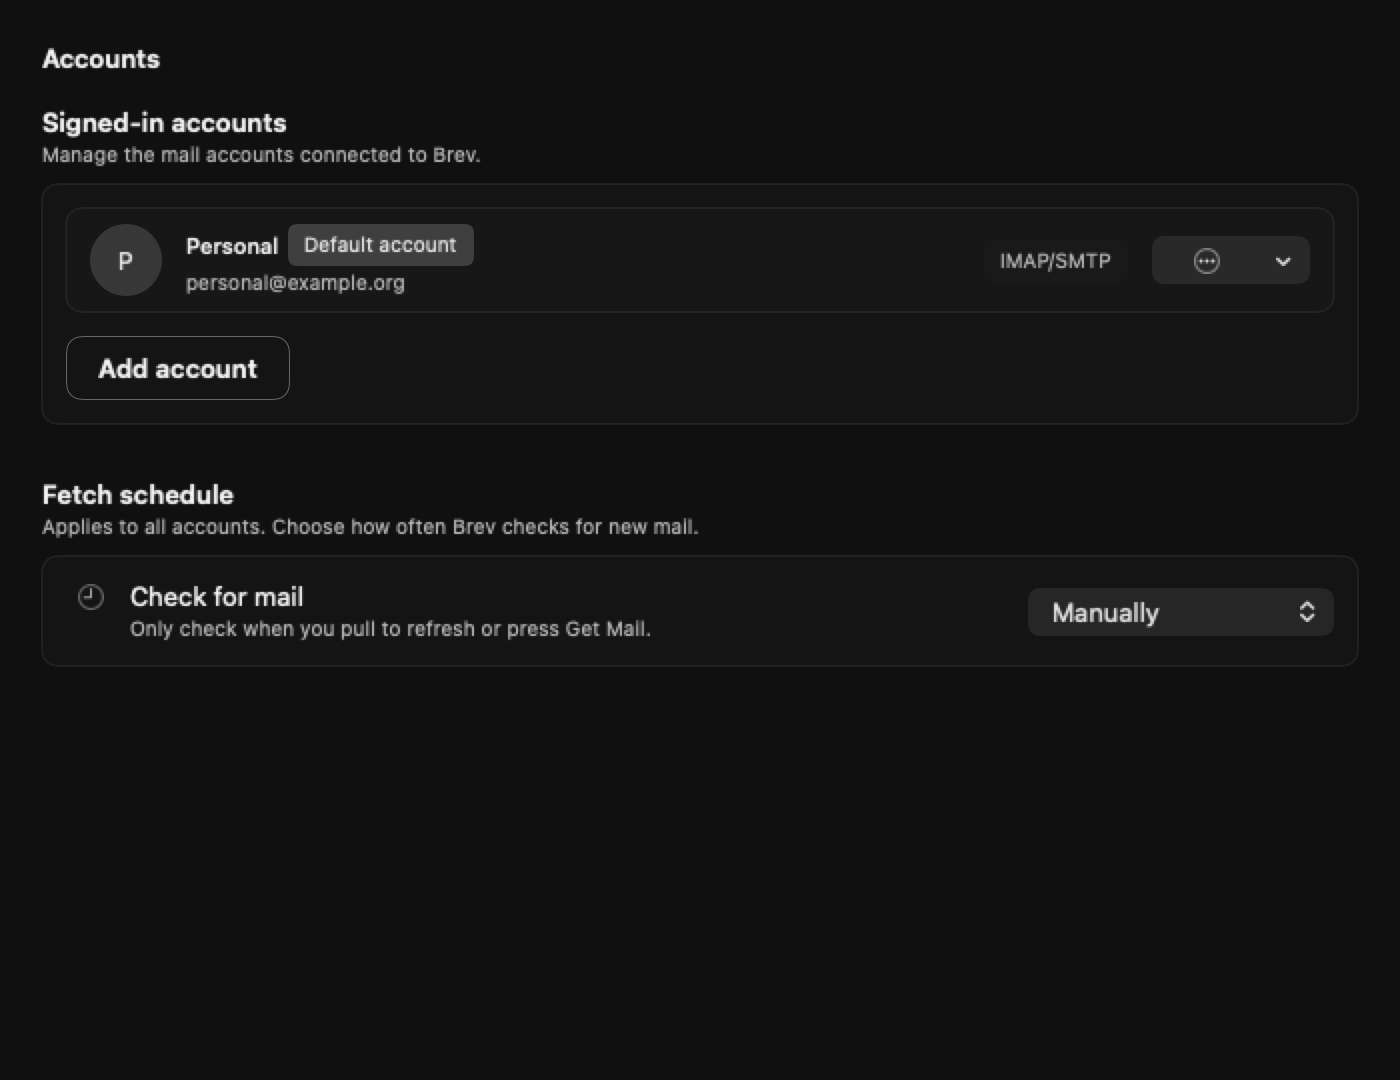 Accounts
Signed-in accounts
Manage the mail accounts connected to Brev.
P
Personal
Default account
personal@example.org
IMAP/SMTP
Add account
Fetch schedule
Applies to all accounts. Choose how often Brev checks for new mail.
Check for mail
Only check when you pull to refresh or press Get Mail.
Manually